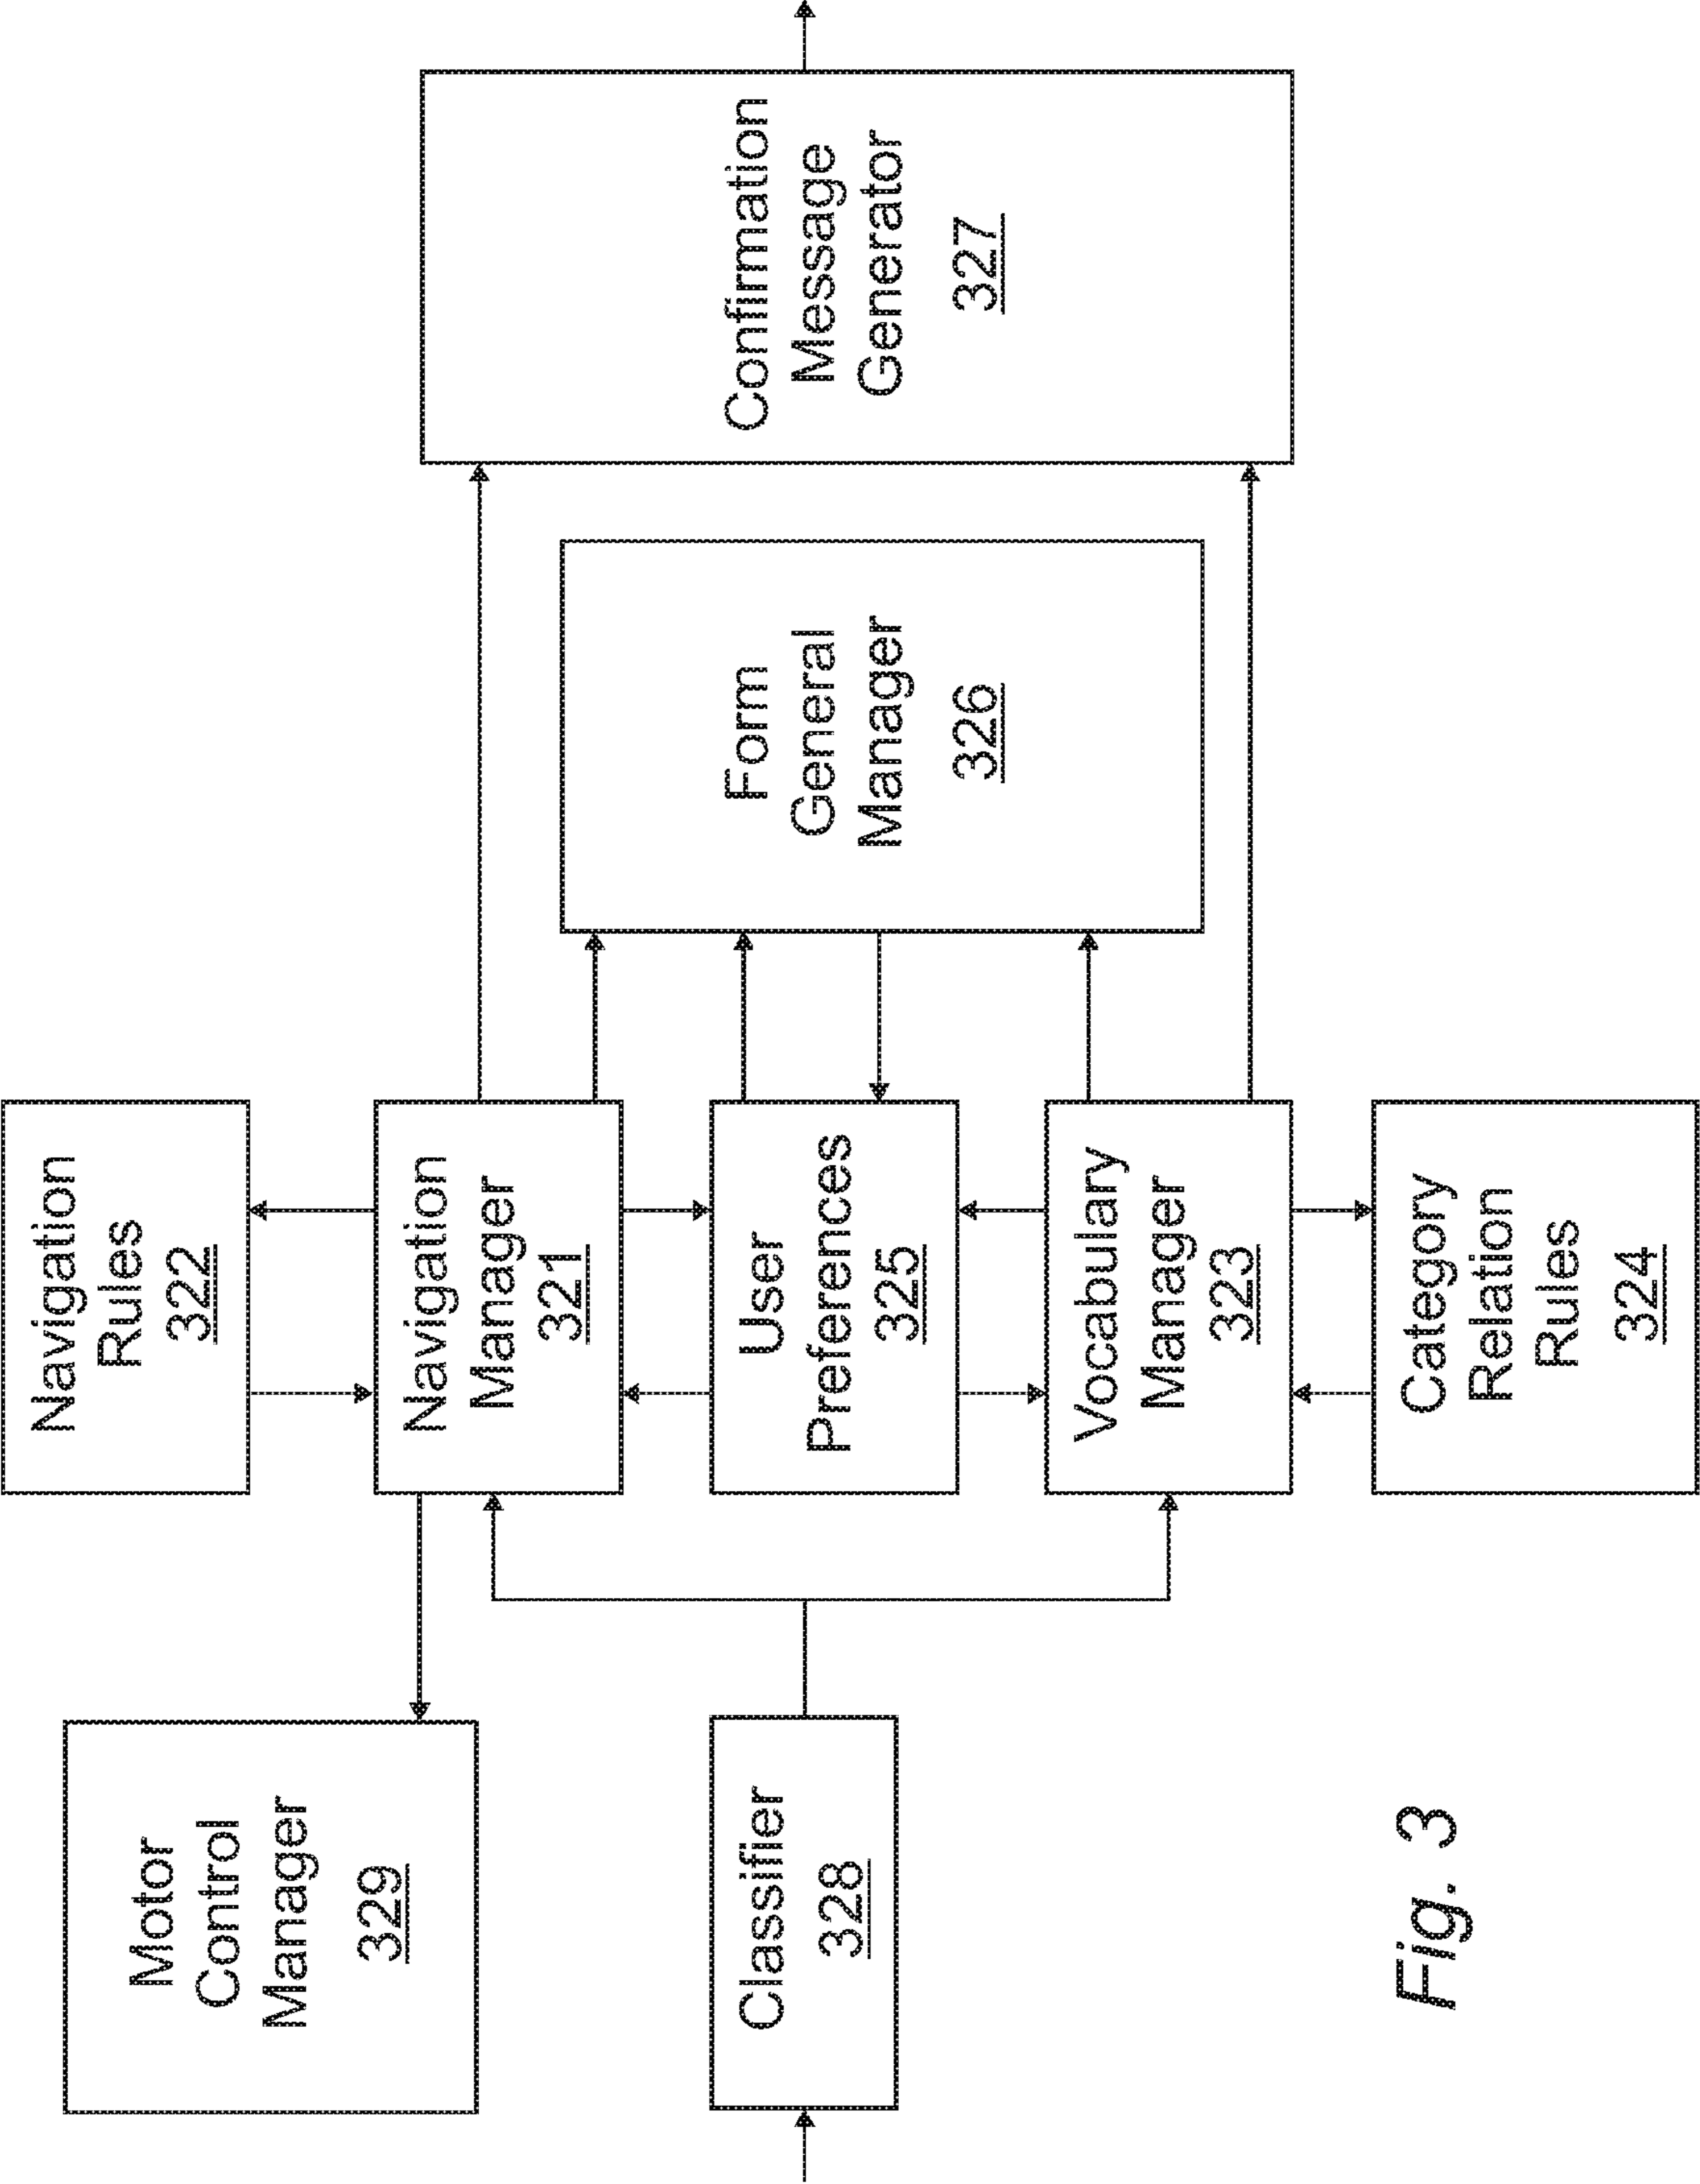 Navigation
Rules
322
Motor
Control
Manager
329
Navigation
Manager
321
Classifier
328
User
Preferences
325
Form
General
Manager
326
Confirmation
Message
Generator
327
Vocabulary
Manager
323
Category
Relation
Rules
324
Fig. 3